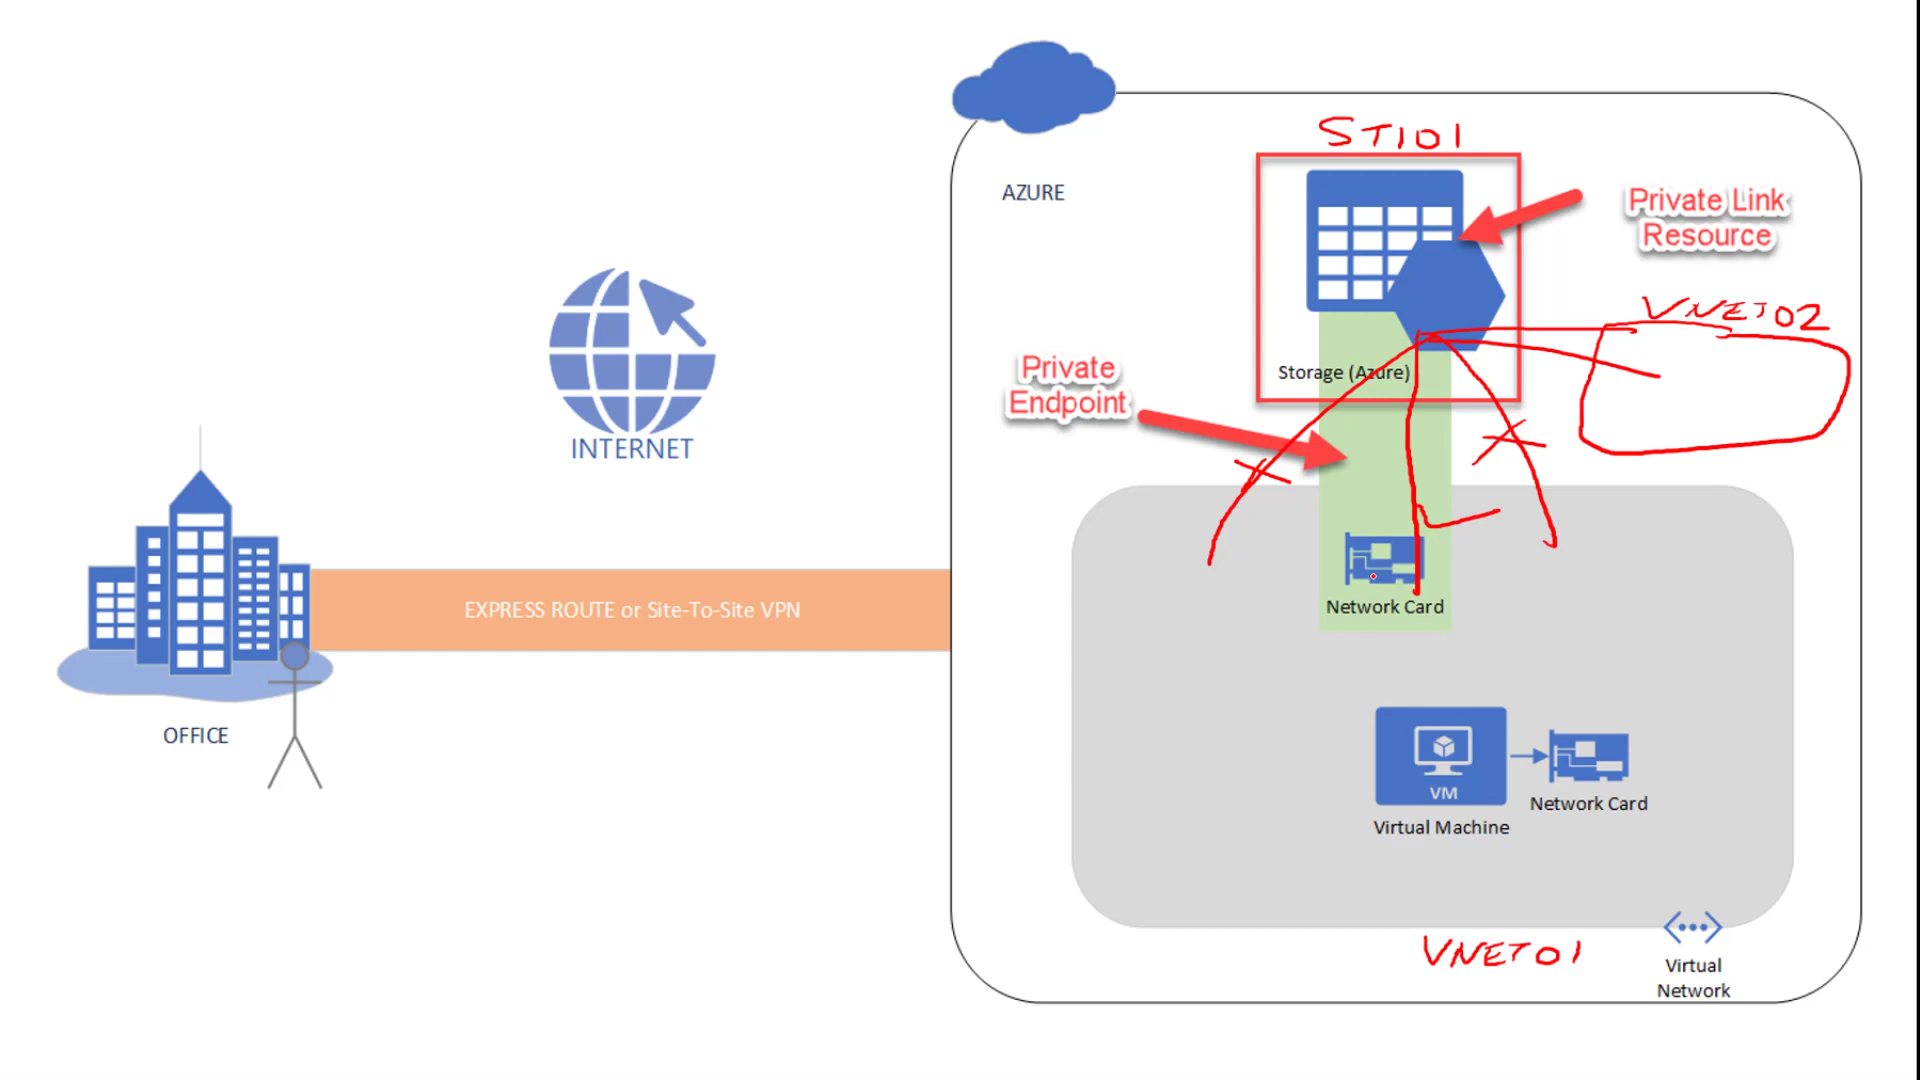 ST101
AZURE
Private Link
Resource
VNET02
Private
Endpoint
Storage (Azure)
INTERNET
EXPRESS ROUTE or Site-To-Site VPN
Network Card
OFFICE
VM
Network Card
Virtual Machine
VNET01
Virtual
Network